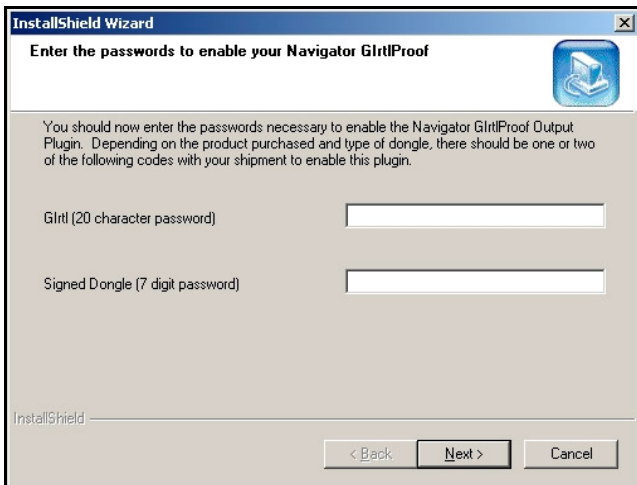 InstallShield Wizard
Enter the passwords to enable your Navigator GIrtlProof
You should now enter the passwords necessary to enable the Navigator GIrtlProof Output
Plugin. Depending on the product purchased and type of dongle, there should be one or two
of the following codes with your shipment to enable this plugin.
GIrtl (20 character password)
Signed Dongle (7 digit password)
InstallShield
< Back
Next >
Cancel